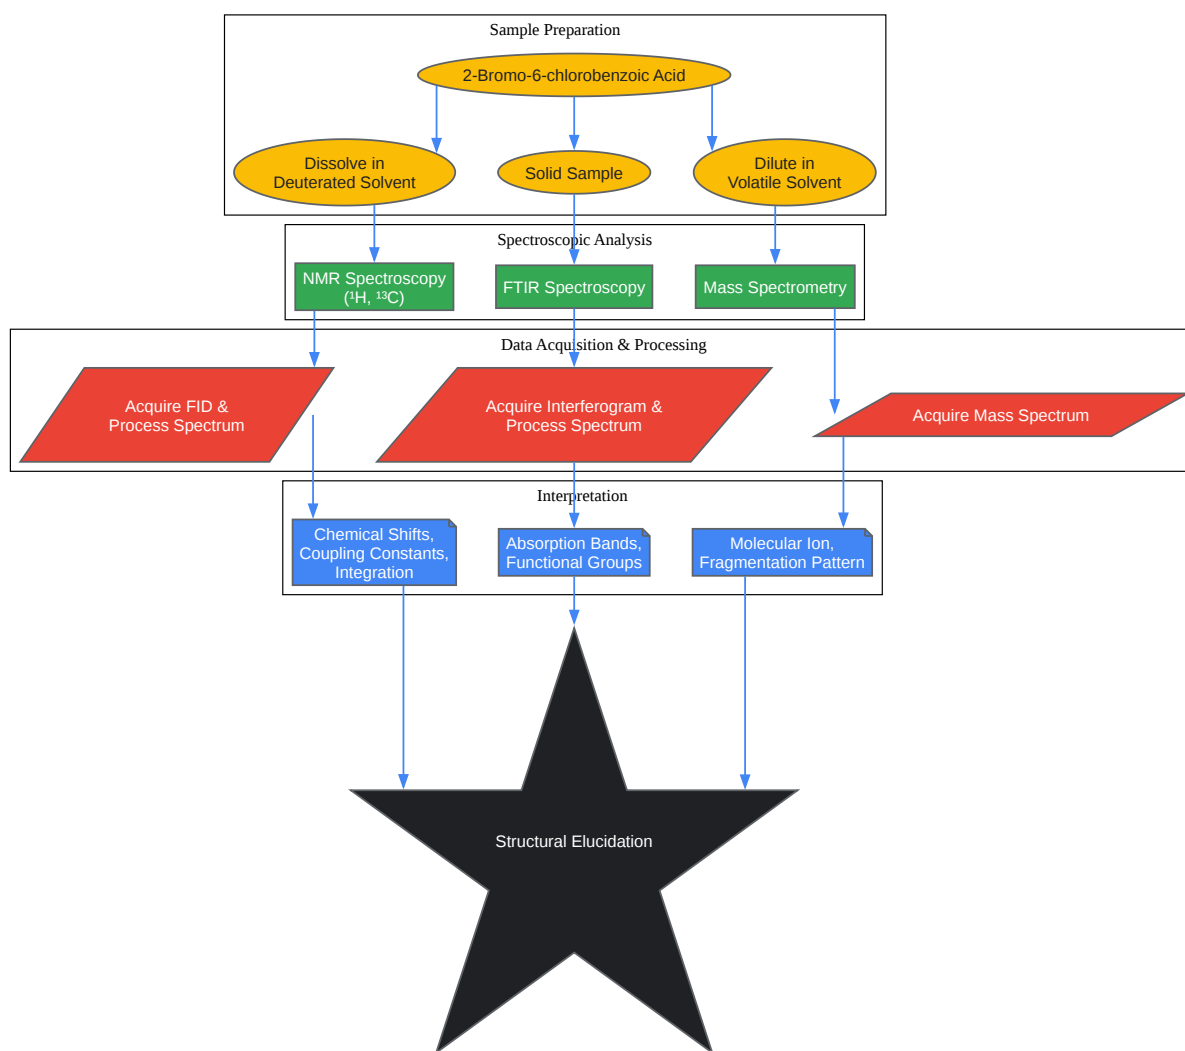 Sample Preparation
2-Bromo-6-chlorobenzoic Acid
Dissolve in
Deuterated Solvent
Solid Sample
Dilute in
Volatile Solvent
Spectroscopic Analysis
NMR Spectroscopy
(¹H, ¹³C)
FTIR Spectroscopy
Mass Spectrometry
Data Acquisition & Processing
Acquire FID &
Process Spectrum
Acquire Interferogram &
Process Spectrum
Acquire Mass Spectrum
Interpretation
Chemical Shifts,
Coupling Constants,
Integration
Absorption Bands,
Functional Groups
Molecular Ion,
Fragmentation Pattern
Structural Elucidation